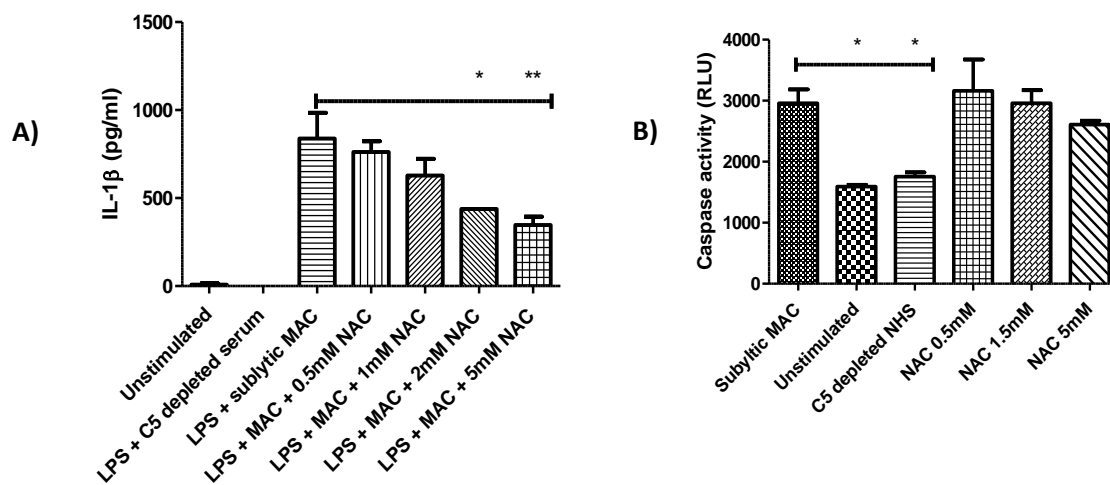 A)
IL-1β (pg/ml)
1500
1000
500
0
* **
Unstimulated
LPS + C5 depleted serum
LPS + sublytic MAC
LPS + MAC + 0.5mM NAC
LPS + MAC + 1mM NAC
LPS + MAC + 2mM NAC
LPS + MAC + 5mM NAC
B)
Caspase activity (RLU)
4000
3000
2000
1000
0
* *
Subyltic MAC
Unstimulated
C5 depleted NHS
NAC 0.5mM
NAC 1.5mM
NAC 5mM